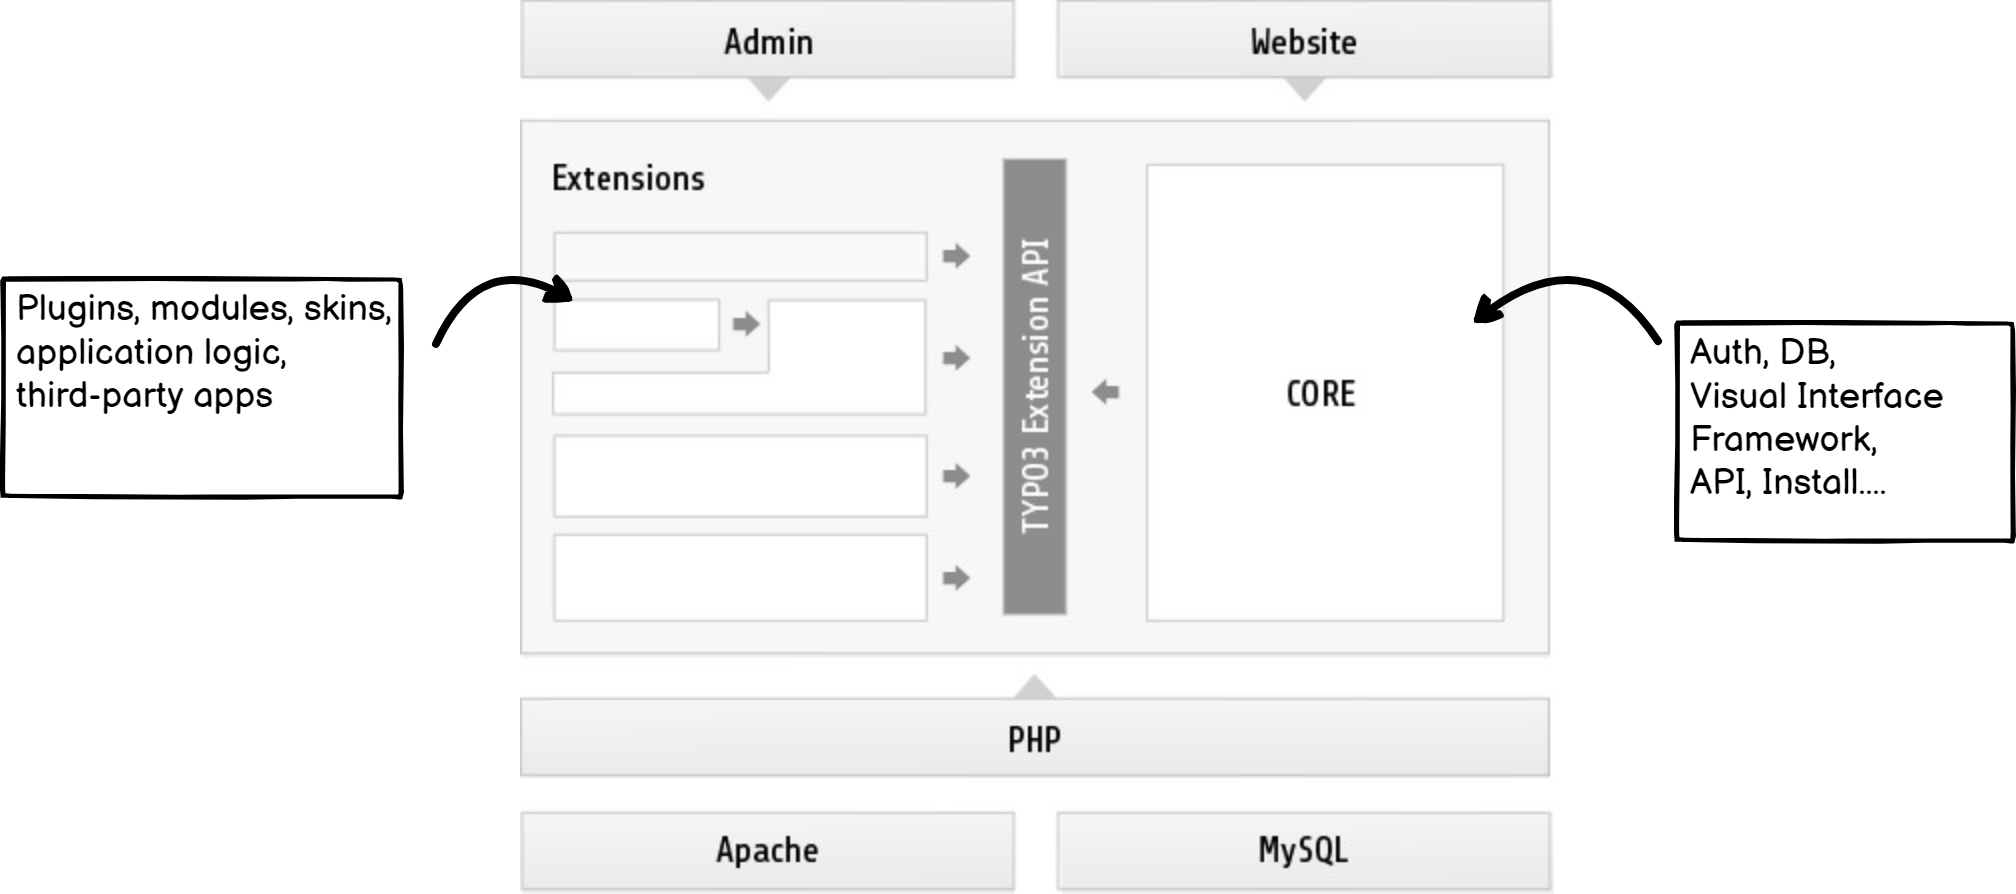 Admin
Website
Extensions
Plugins, modules, skins,
application logic,
third-party apps
TYPO3 Extension API
CORE
Auth, DB,
Visual Interface
Framework,
API, Install....
PHP
Apache
MySQL